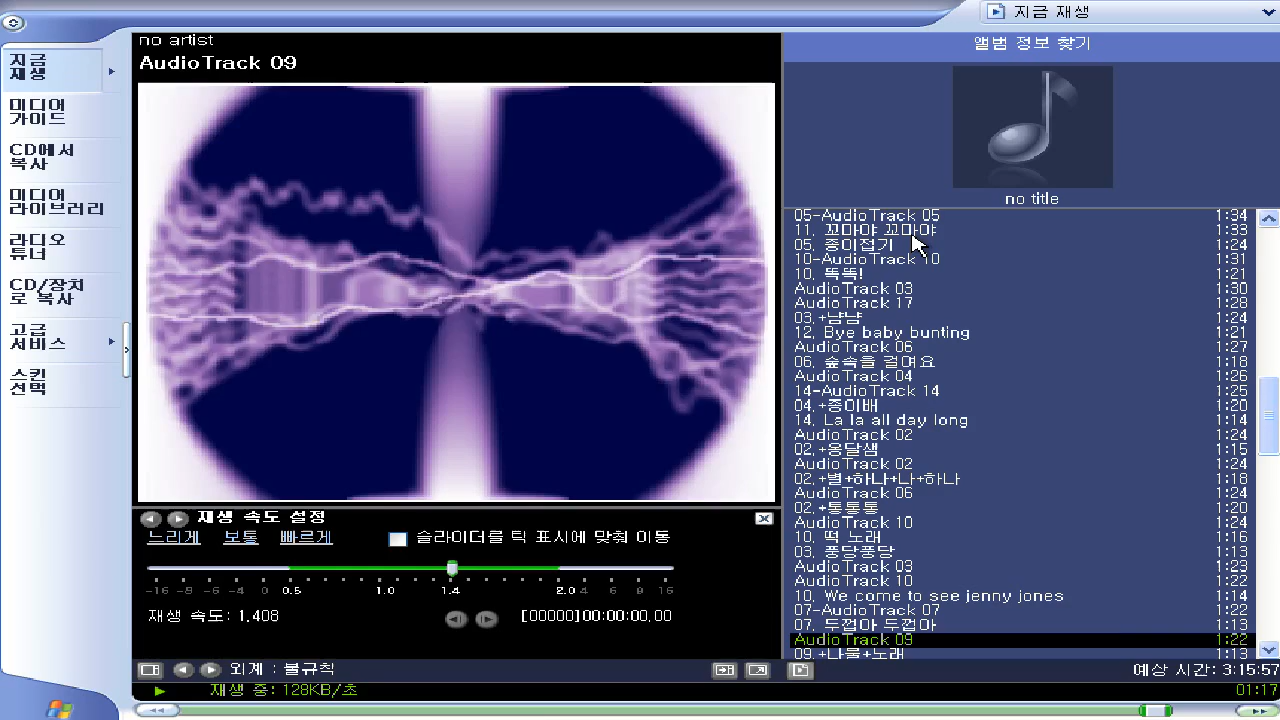 지금 재생
no artist
AudioTrack 09
앨범 정보 찾기
no title
지금
재생
미디어
가이드
CD에서
복사
미디어
라이브러리
라디오
튜너
CD/장치
로 복사
고급
서비스
스킨
선택
05-AudioTrack 05 1:34
11. 꼬마야 꼬마야 1:33
05. 종이접기 1:24
10-AudioTrack 10 1:31
10. 똑똑! 1:21
AudioTrack 03 1:30
AudioTrack 17 1:28
03.+냠냠 1:24
12. Bye baby bunting 1:21
AudioTrack 06 1:27
06. 숲속을 걸어요 1:18
AudioTrack 04 1:26
14-AudioTrack 14 1:25
04.+종이배 1:20
14. La la all day long 1:14
AudioTrack 02 1:24
02.+옹달샘 1:15
AudioTrack 02 1:24
02.+별+하나+나+하나 1:18
AudioTrack 06 1:24
02.+통통통 1:20
AudioTrack 10 1:24
10. 떡 노래 1:16
03. 퐁당퐁당 1:13
AudioTrack 03 1:23
AudioTrack 10 1:22
10. We come to see jenny jones 1:14
07-AudioTrack 07 1:22
07. 두껍아 두껍아 1:13
AudioTrack 09 1:22
09.+나물+노래 1:13
재생 속도 설정
느리게 보통 빠르게 슬라이더를 틱 표시에 맞춰 이동
-16 -8 -4 0 0.5 1.0 1.4 2.0 4 6 8 16
재생 속도: 1.408 [00000]00:00:00.00
외계 : 불규칙
예상 시간: 3:15:57
재생 중: 128KB/초 01:17